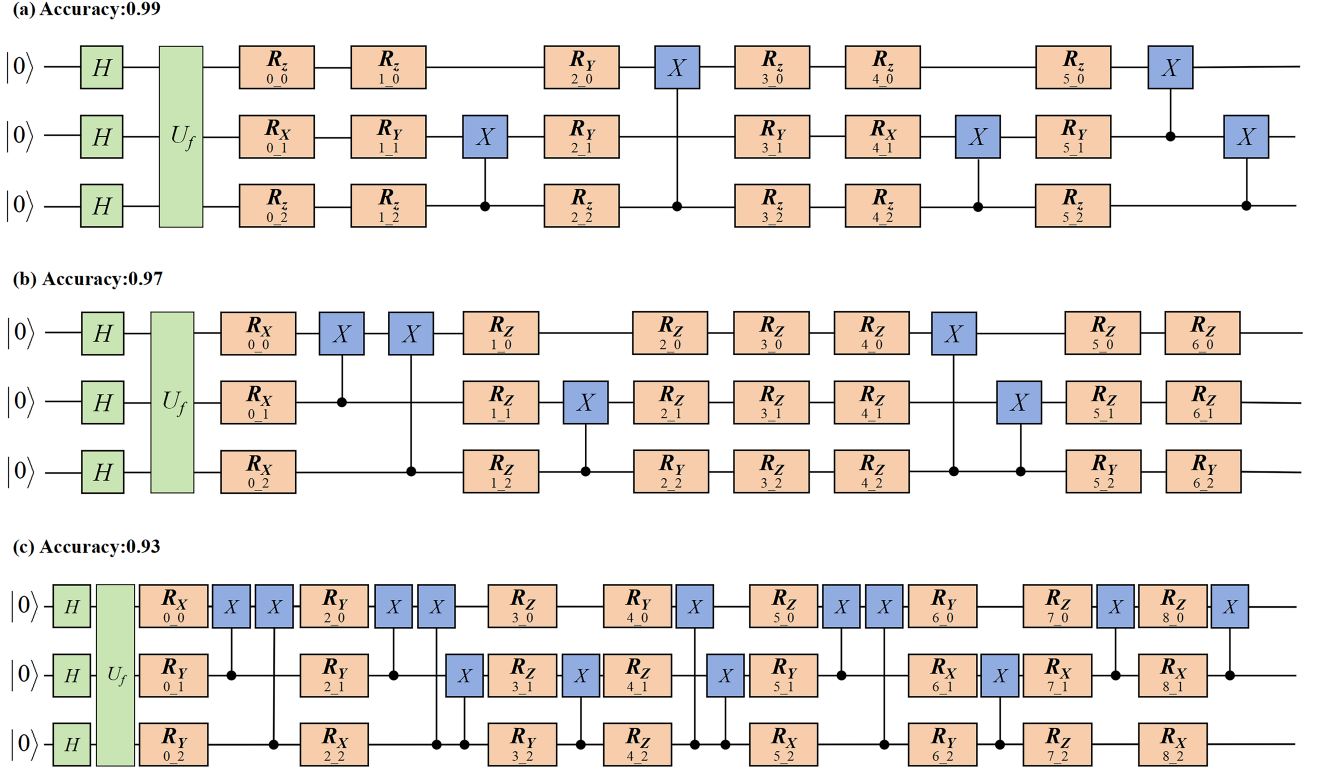 (a) Accuracy:0.99
|0⟩ H R_z 0_0 R_z 1_0 R_Y 2_0 X R_z 3_0 R_z 4_0 R_z 5_0 X
|0⟩ H U_f R_X 0_1 R_Y 1_1 X R_Y 2_1 R_Y 3_1 R_X 4_1 X R_Y 5_1 X
|0⟩ H R_z 0_2 R_z 1_2 R_z 2_2 R_z 3_2 R_z 4_2 R_z 5_2
(b) Accuracy:0.97
|0⟩ H R_X 0_0 X X R_Z 1_0 R_Z 2_0 R_Z 3_0 R_Z 4_0 X R_Z 5_0 R_Z 6_0
|0⟩ H U_f R_X 0_1 R_Z 1_1 X R_Z 2_1 R_Z 3_1 R_Z 4_1 X R_Z 5_1 R_Z 6_1
|0⟩ H R_X 0_2 R_Z 1_2 R_Y 2_2 R_Z 3_2 R_Z 4_2 R_Y 5_2 R_Y 6_2
(c) Accuracy:0.93
|0⟩ H R_X 0_0 X X R_Y 2_0 X X R_Z 3_0 R_Y 4_0 X R_Z 5_0 X X R_Y 6_0 R_Z 7_0 X R_Z 8_0 X
|0⟩ H U_f R_Y 0_1 R_Y 2_1 X R_Z 3_1 X R_Z 4_1 X R_Y 5_1 R_X 6_1 X R_X 7_1 R_X 8_1
|0⟩ H R_Y 0_2 R_X 2_2 R_Y 3_2 R_Z 4_2 R_X 5_2 R_Y 6_2 R_Z 7_2 R_X 8_2